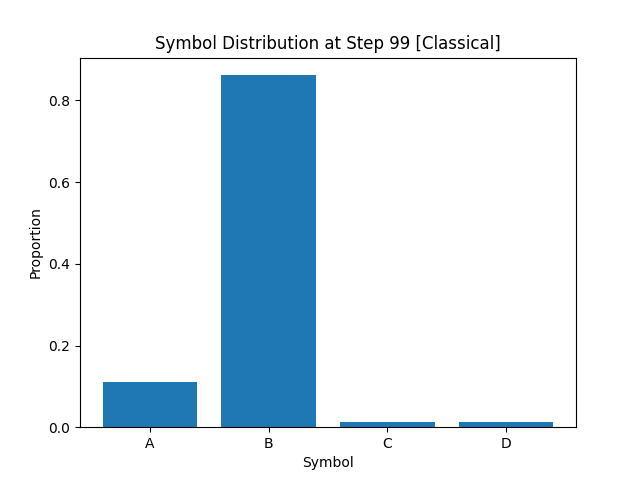 Symbol Distribution at Step 99 [Classical]
0.8
0.6
0.4
0.2
0.0
Proportion
A B C D
Symbol